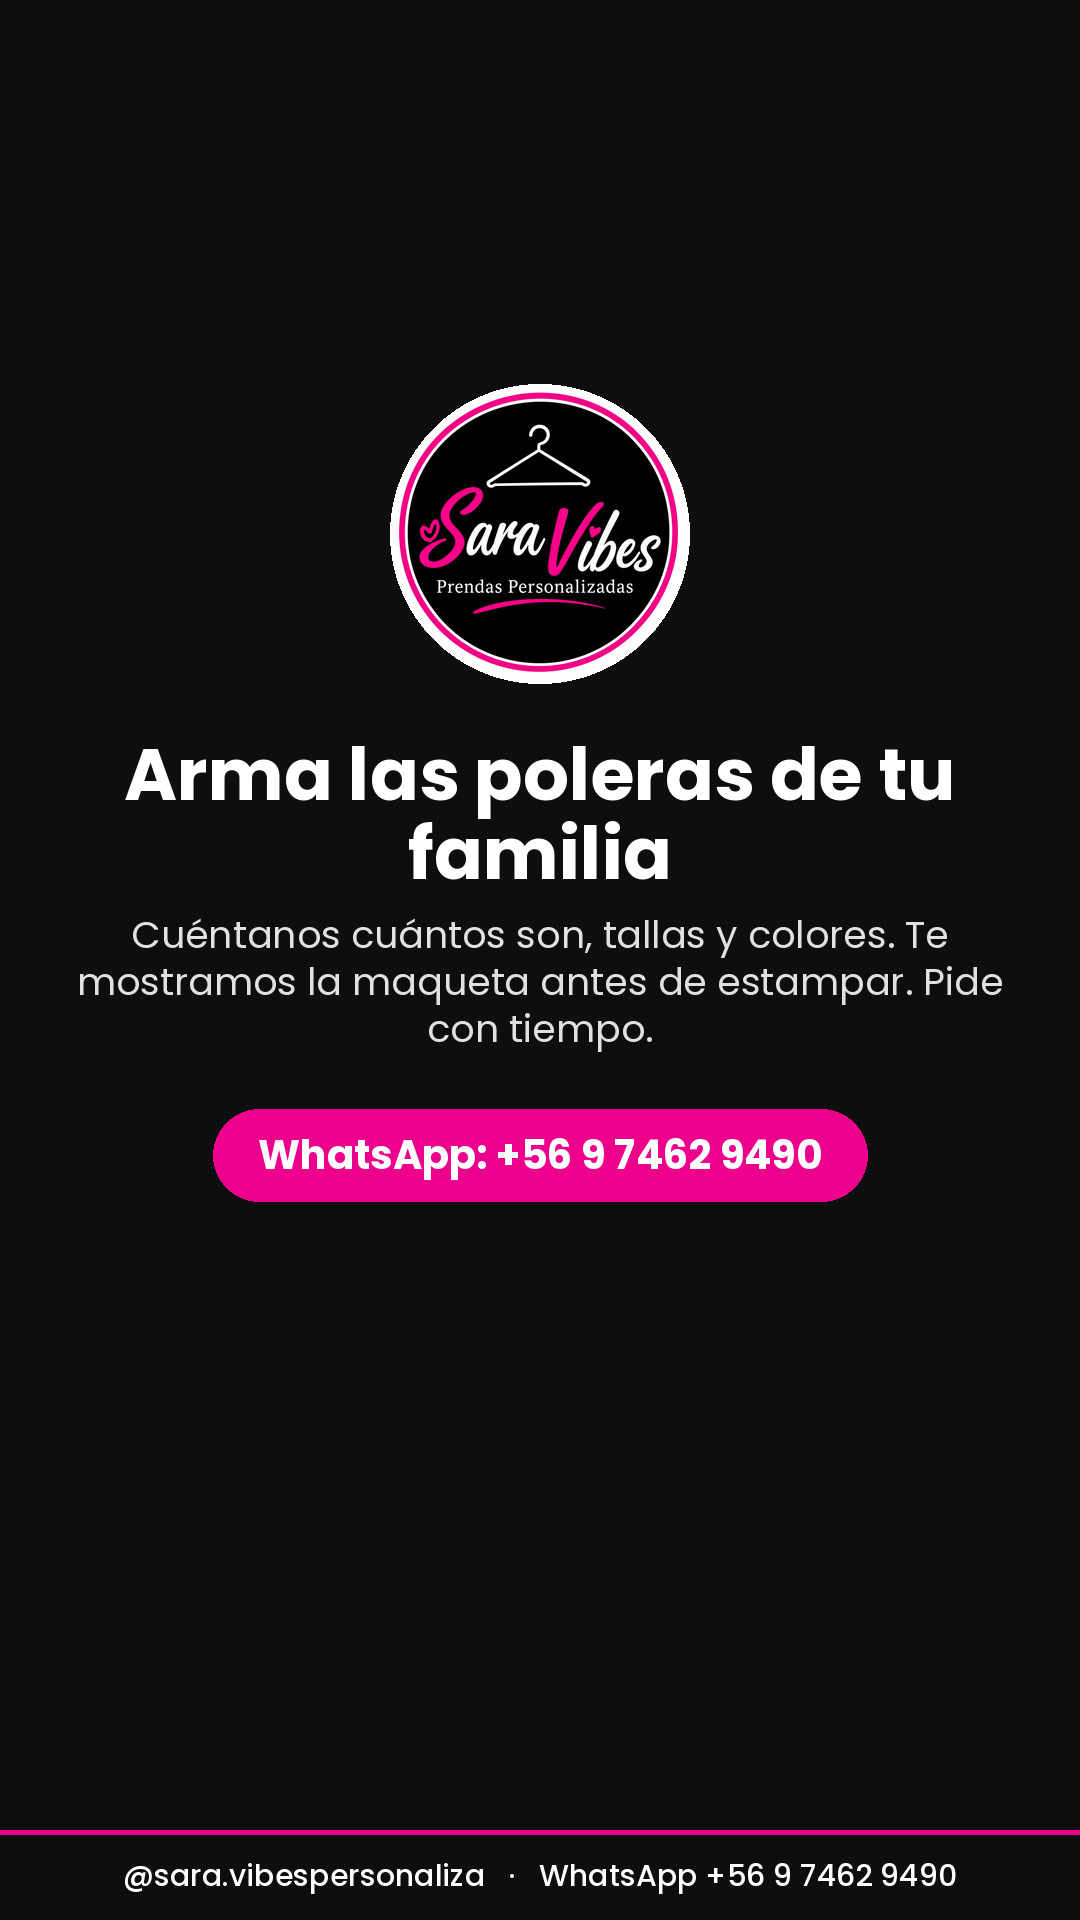 Sara Vibes
Prendas Personalizadas
Arma las poleras de tu
familia
Cuéntanos cuántos son, tallas y colores. Te
mostramos la maqueta antes de estampar. Pide
con tiempo.
WhatsApp: +56 9 7462 9490
@sara.vibespersonaliza · WhatsApp +56 9 7462 9490